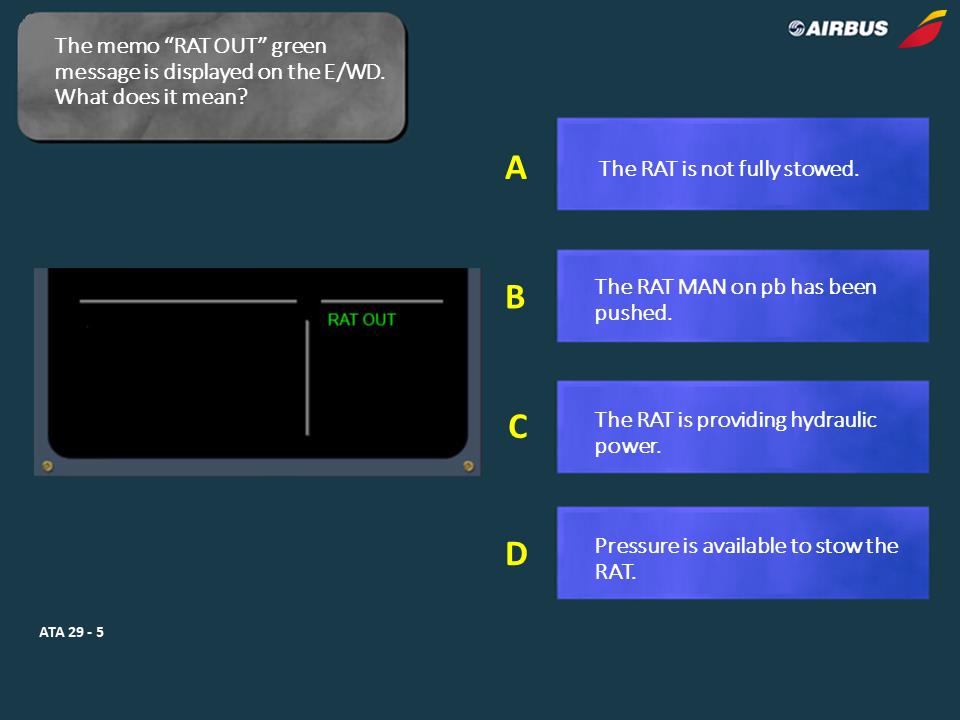 The memo “RAT OUT” green
message is displayed on the E/WD.
What does it mean?
AIRBUS
A
The RAT is not fully stowed.
B
The RAT MAN on pb has been
pushed.
RAT OUT
C
The RAT is providing hydraulic
power.
D
Pressure is available to stow the
RAT.
ATA 29 - 5